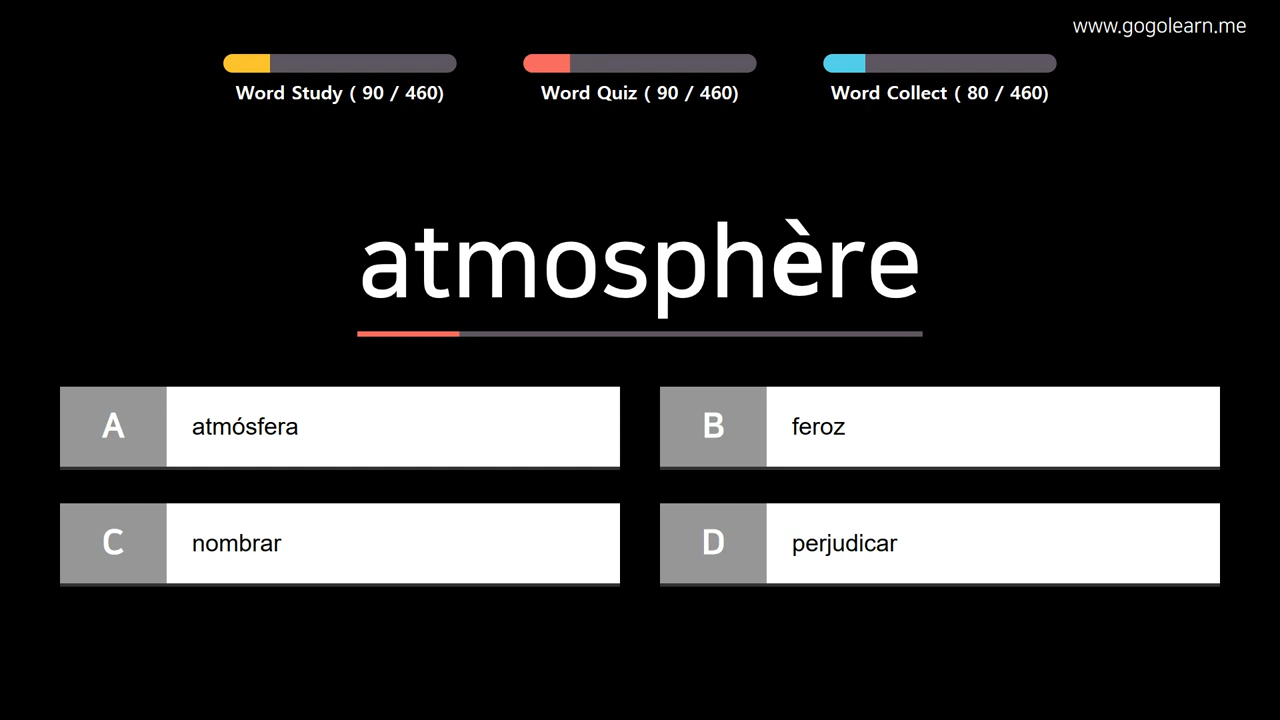 www.gogolearn.me
Word Study ( 90 / 460)
Word Quiz ( 90 / 460)
Word Collect ( 80 / 460)
atmosphère
A atmósfera
B feroz
C nombrar
D perjudicar